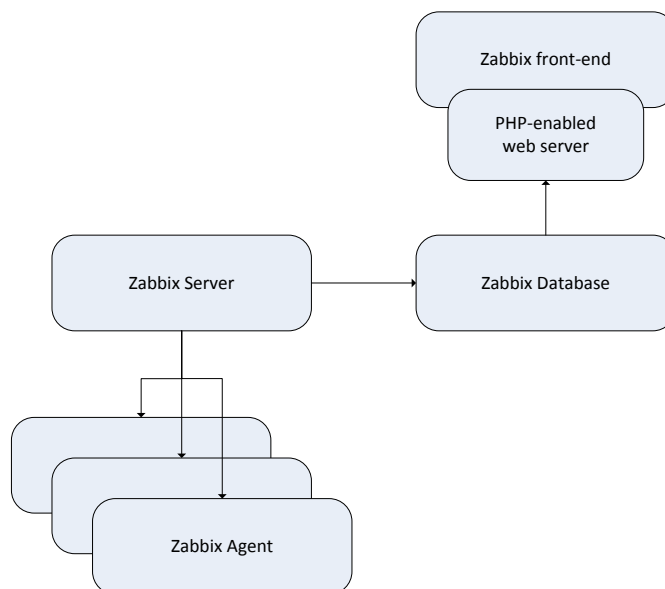 Zabbix front-end
PHP-enabled
web server
Zabbix Server
Zabbix Database
Zabbix Agent